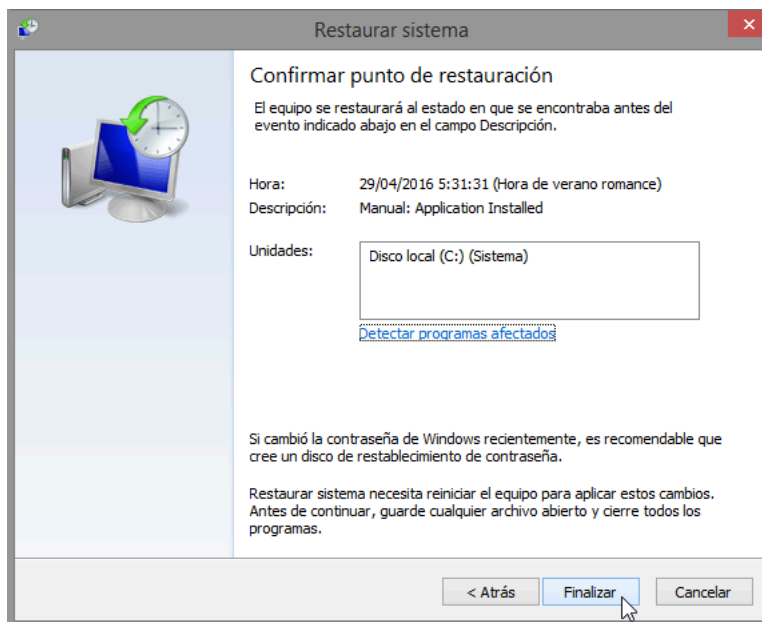 Restaurar sistema
Confirmar punto de restauración
El equipo se restaurará al estado en que se encontraba antes del
evento indicado abajo en el campo Descripción.
Hora: 29/04/2016 5:31:31 (Hora de verano romance)
Descripción: Manual: Application Installed
Unidades: Disco local (C:) (Sistema)
Detectar programas afectados
Si cambió la contraseña de Windows recientemente, es recomendable que
cree un disco de restablecimiento de contraseña.
Restaurar sistema necesita reiniciar el equipo para aplicar estos cambios.
Antes de continuar, guarde cualquier archivo abierto y cierre todos los
programas.
< Atrás Finalizar Cancelar